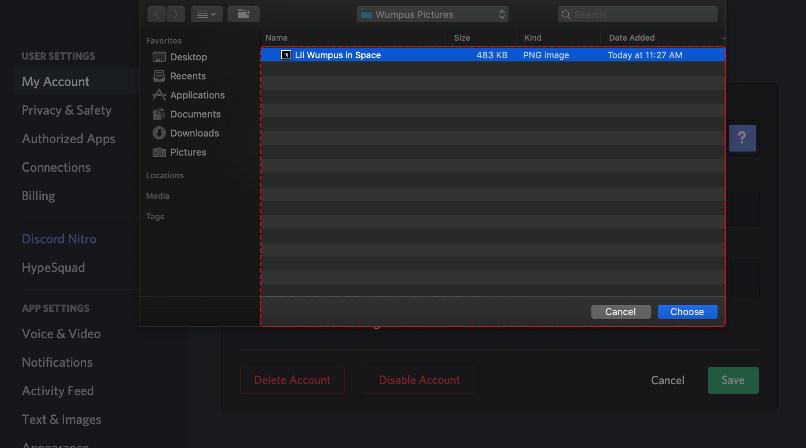 Wumpus Pictures
Search
Name Size Kind Date Added
Favorites
Desktop
Recents
Applications
Documents
Downloads
Pictures
Locations
Media
Tags
Lil Wumpus in Space 483 KB PNG image Today at 11:27 AM
Cancel Choose
USER SETTINGS
My Account
Privacy & Safety
Authorized Apps
Connections
Billing
Discord Nitro
HypeSquad
APP SETTINGS
Voice & Video
Notifications
Activity Feed
Text & Images
Appearance
?
Delete Account Disable Account Cancel Save